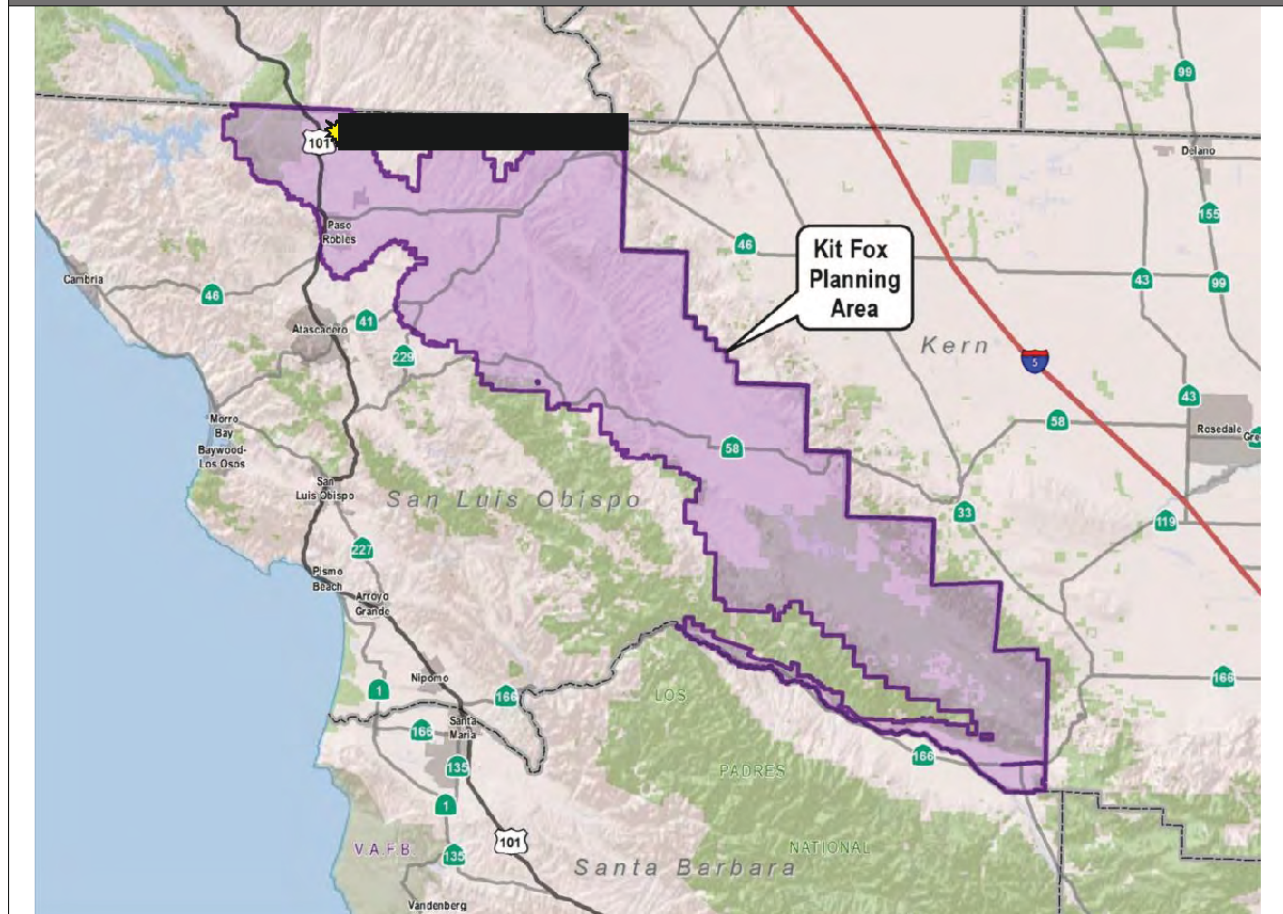 99
Delano
101
155
Paso
Robles
46
Kit Fox
Planning
Area
43
99
Cambria
46
41
Atascacero
229
Kern
5
43
Morro
Bay
Baywood-
Los Osos
58
58
Rosedale
Gre
San
Luis Obispo
San Luis Obispo
33
119
227
Pismo
Beach
Arroyo
Grande
Nipomo
1
166
LOS
166
Santa
Maria
166
135
166
PADRES
1
101
V.A.F.B.
135
NATIONAL
Santa Barbara
Vandenberg